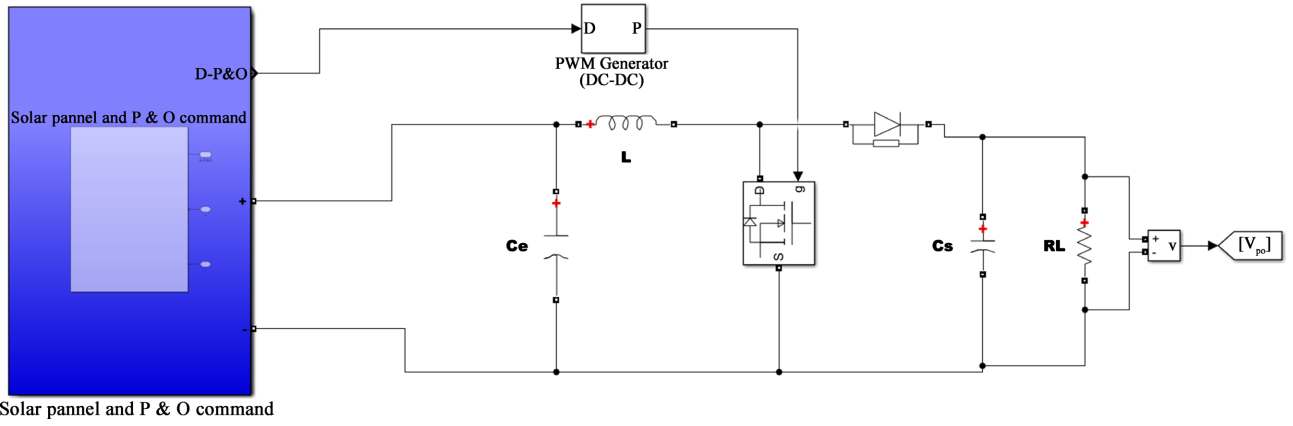 D P
PWM Generator
(DC-DC)
D-P&O
Solar pannel and P & O command
+
-
L
Ce
D
g
S
Cs
RL
+
-
v
[Vpo]
Solar pannel and P & O command